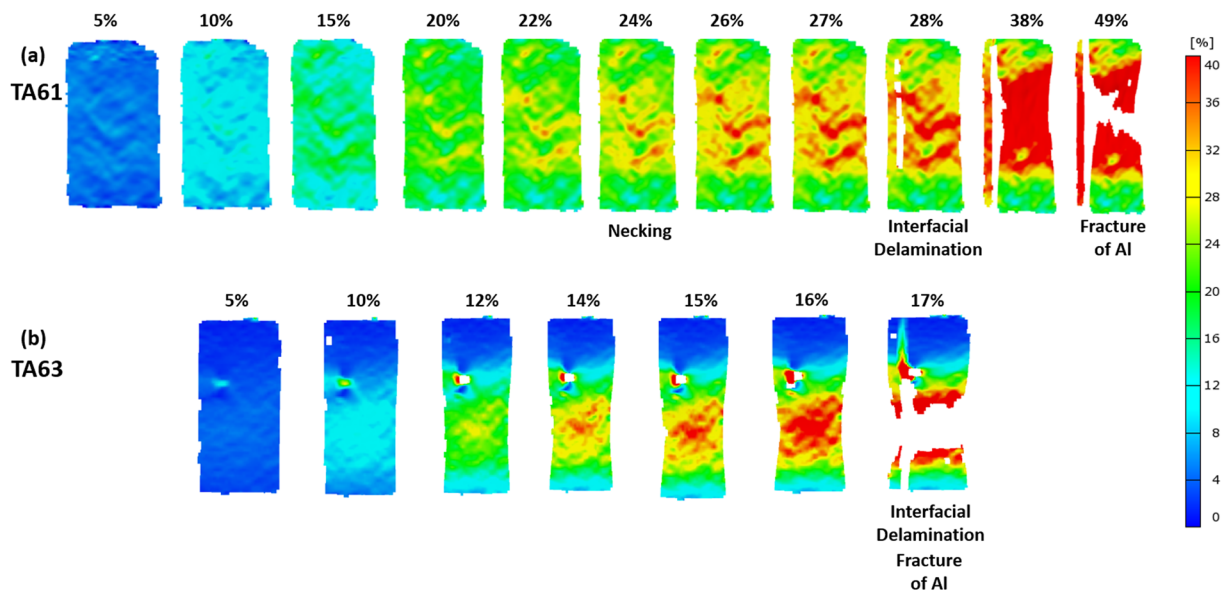 5% 10% 15% 20% 22% 24% 26% 27% 28% 38% 49%
(a)
TA61
Necking
Interfacial
Delamination
Fracture
of Al
5% 10% 12% 14% 15% 16% 17%
(b)
TA63
Interfacial
Delamination
Fracture
of Al
[%]
40
36
32
28
24
20
16
12
8
4
0